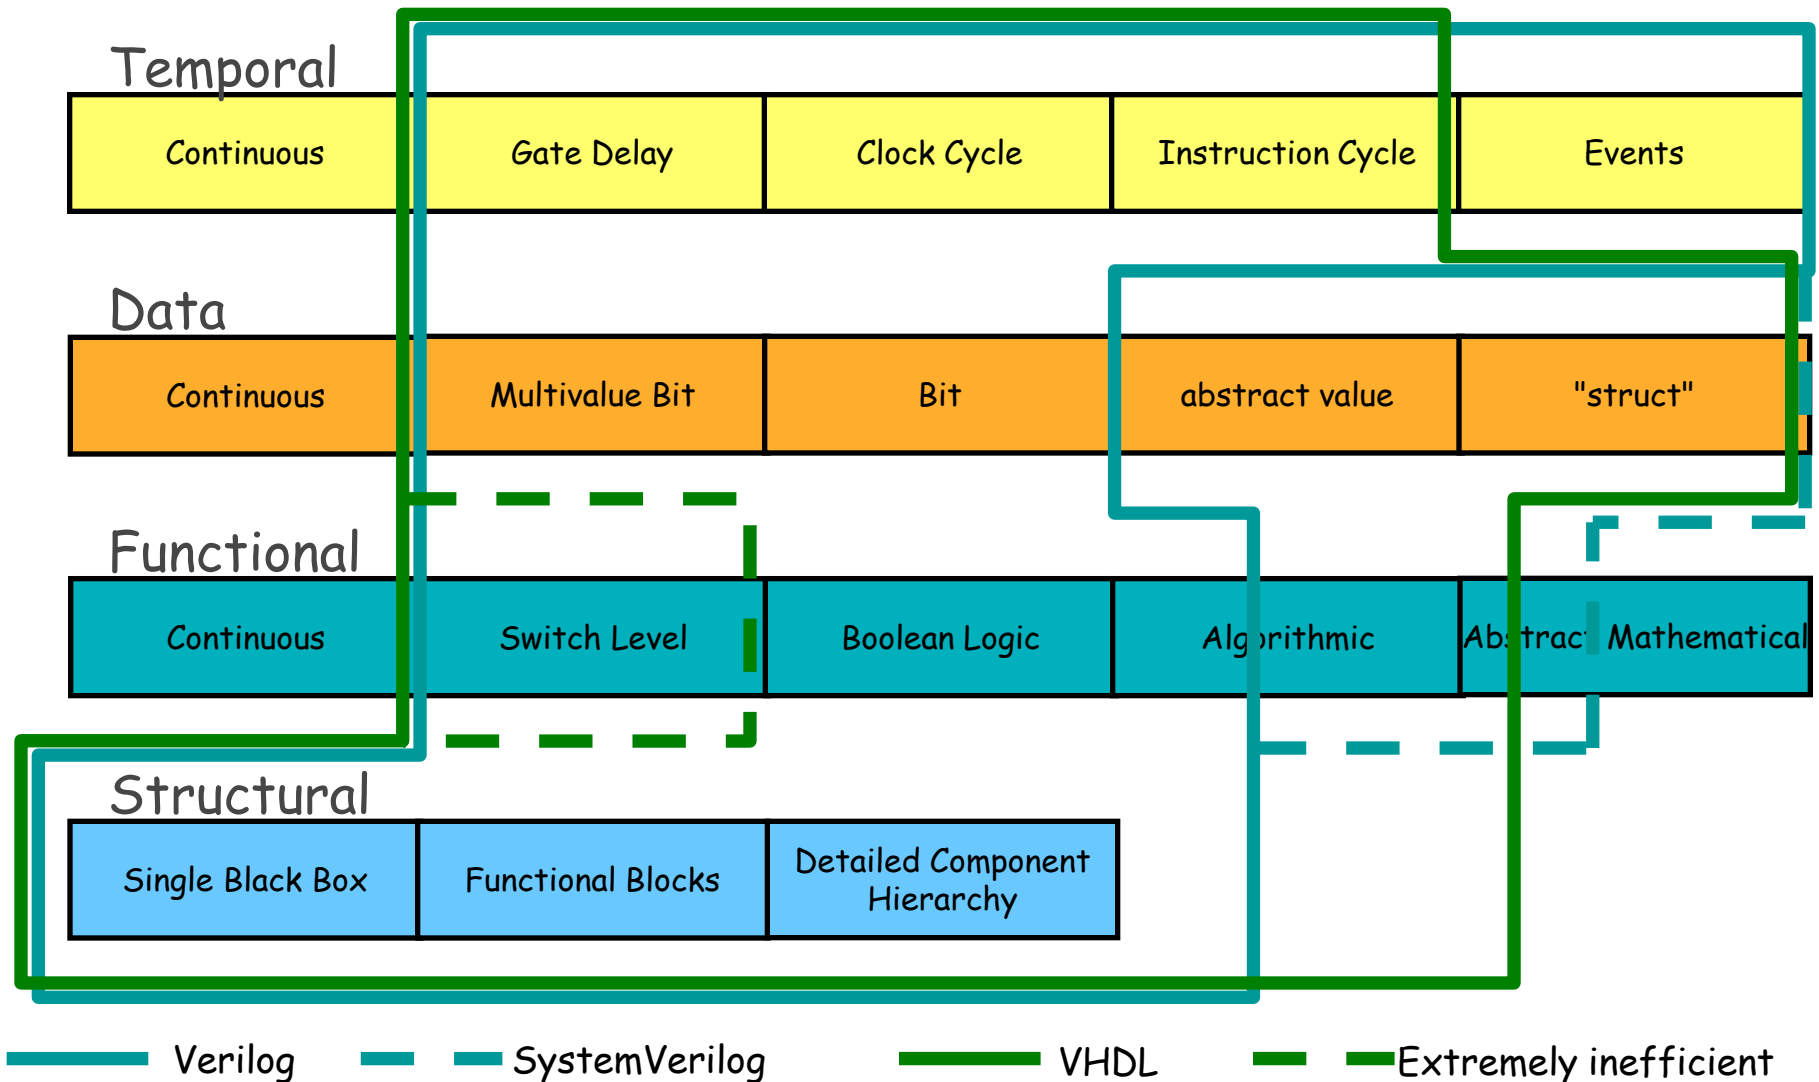 Temporal
Continuous
Gate Delay
Clock Cycle
Instruction Cycle
Events
Data
Continuous
Multivalue Bit
Bit
abstract value
"struct"
Functional
Continuous
Switch Level
Boolean Logic
Algorithmic
Abstract Mathematical
Structural
Single Black Box
Functional Blocks
Detailed Component
Hierarchy
Verilog
SystemVerilog
VHDL
Extremely inefficient